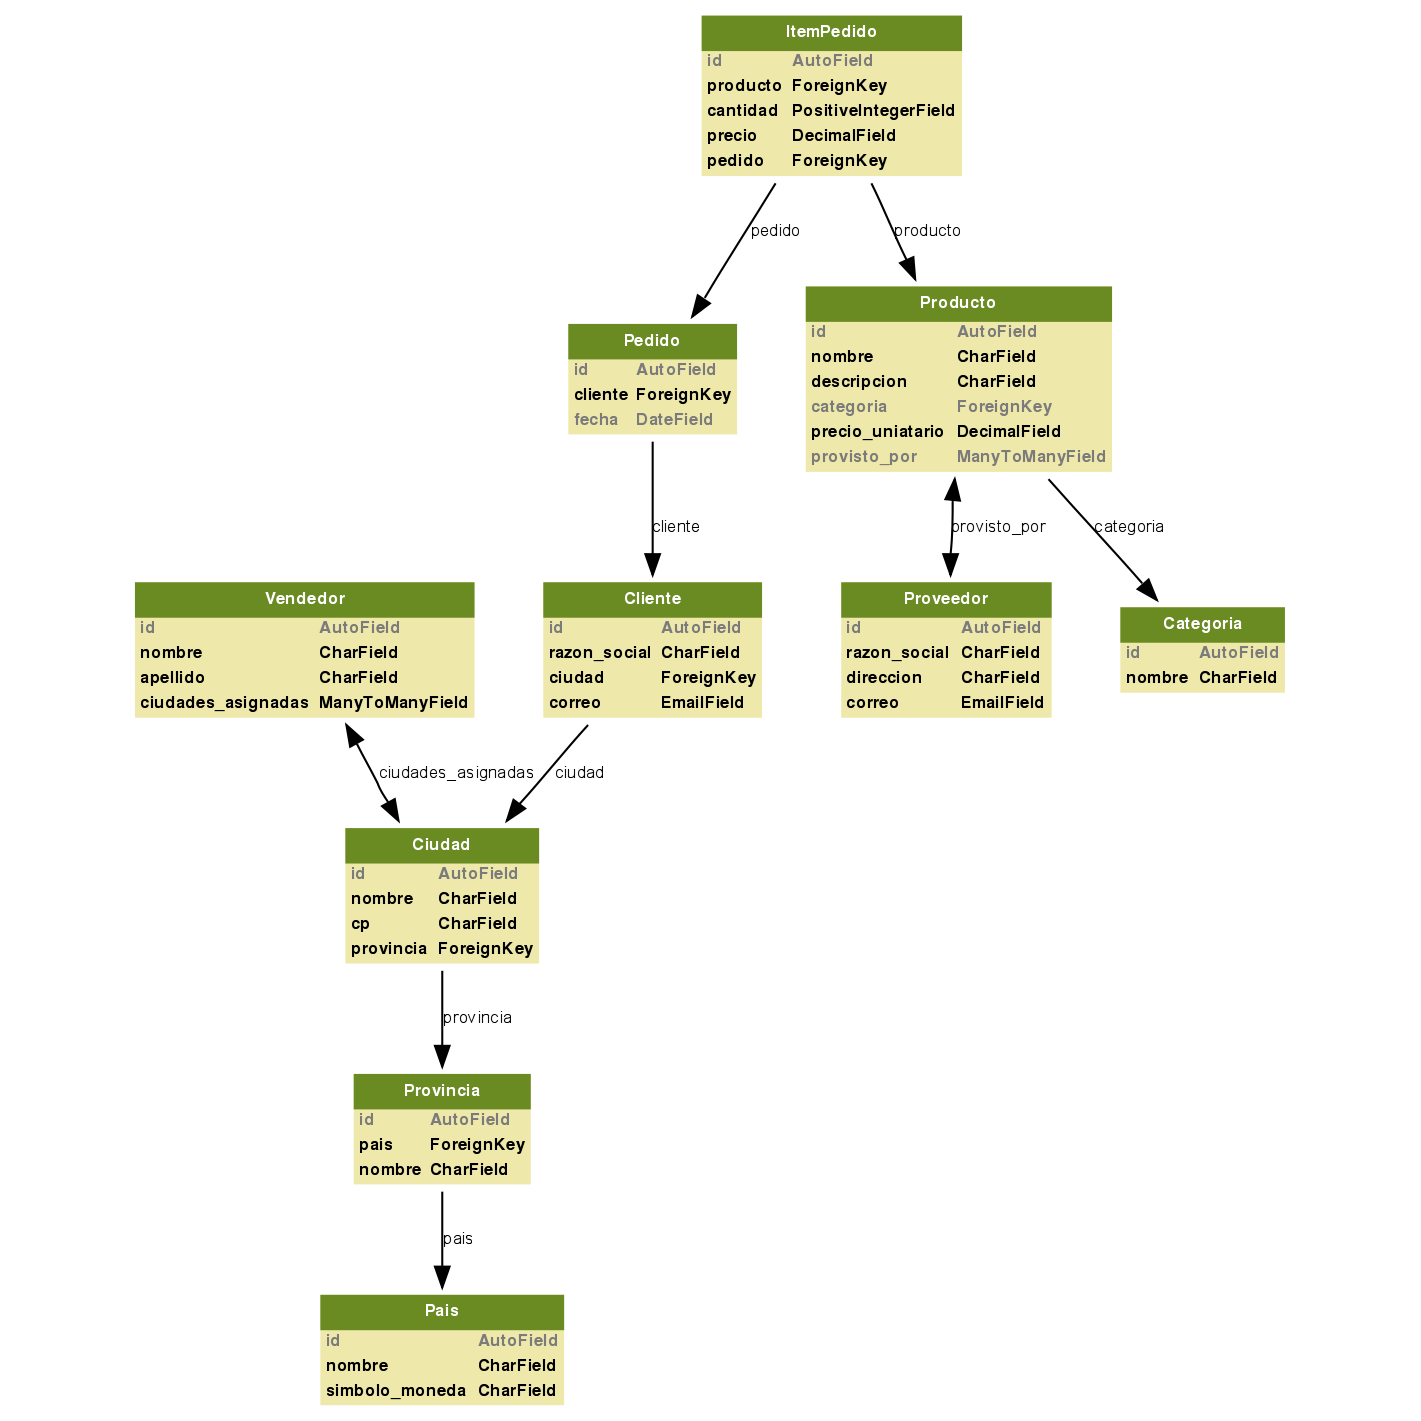 ItemPedido
id AutoField
producto ForeignKey
cantidad PositiveIntegerField
precio DecimalField
pedido ForeignKey
pedido
producto
Pedido
id AutoField
cliente ForeignKey
fecha DateField
Producto
id AutoField
nombre CharField
descripcion CharField
categoria ForeignKey
precio_uniatario DecimalField
provisto_por ManyToManyField
cliente
provisto_por
categoria
Vendedor
id AutoField
nombre CharField
apellido CharField
ciudades_asignadas ManyToManyField
Cliente
id AutoField
razon_social CharField
ciudad ForeignKey
correo EmailField
Proveedor
id AutoField
razon_social CharField
direccion CharField
correo EmailField
Categoria
id AutoField
nombre CharField
ciudades_asignadas
ciudad
Ciudad
id AutoField
nombre CharField
cp CharField
provincia ForeignKey
provincia
Provincia
id AutoField
pais ForeignKey
nombre CharField
pais
Pais
id AutoField
nombre CharField
simbolo_moneda CharField